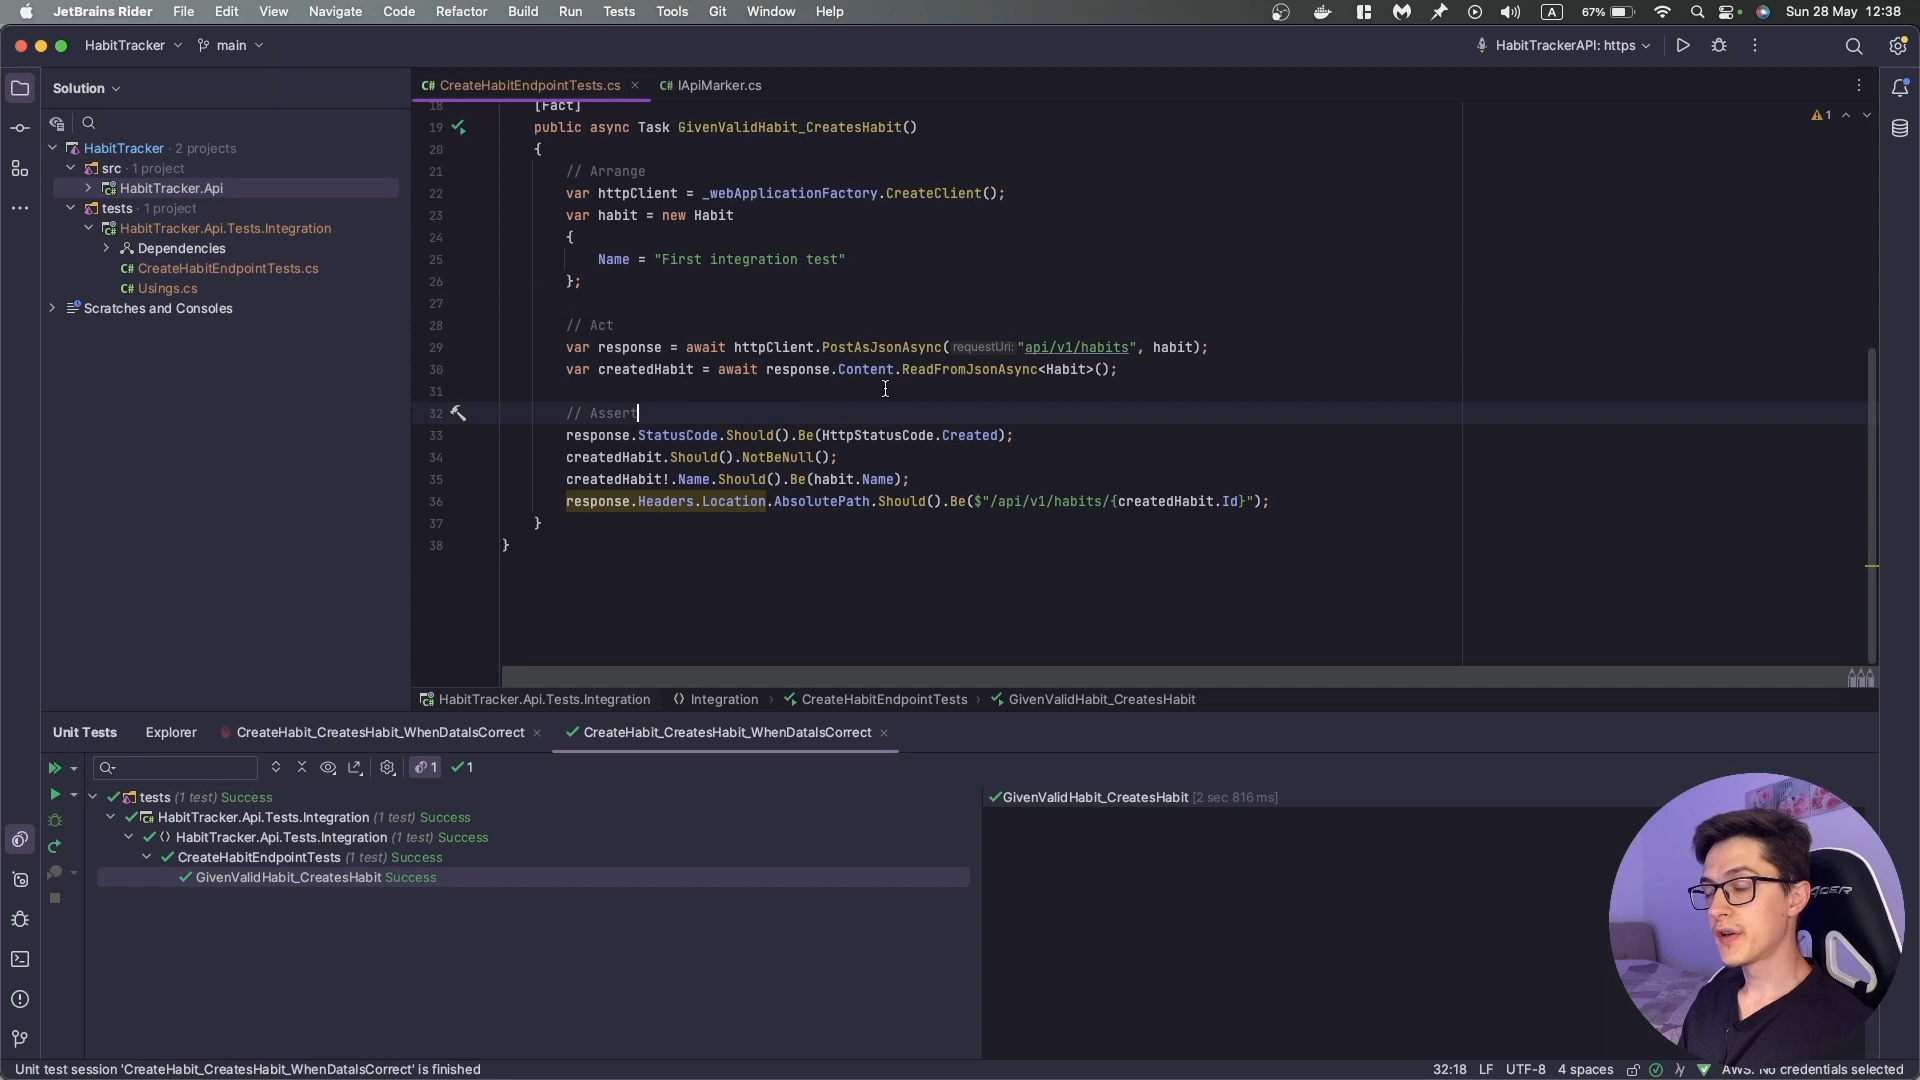 JetBrains Rider File Edit View Navigate Code Refactor Build Run Tests Tools Git Window Help A 67% Sun 28 May 12:38
HabitTracker main HabitTrackerAPI: https
Solution
C# CreateHabitEndpointTests.cs C# IApiMarker.cs
HabitTracker · 2 projects
src · 1 project
HabitTracker.Api
tests · 1 project
HabitTracker.Api.Tests.Integration
Dependencies
C# CreateHabitEndpointTests.cs
C# Usings.cs
Scratches and Consoles
1
18 [Fact]
19 public async Task GivenValidHabit_CreatesHabit()
20 {
21 // Arrange
22 var httpClient = _webApplicationFactory.CreateClient();
23 var habit = new Habit
24 {
25 Name = "First integration test"
26 };
27
28 // Act
29 var response = await httpClient.PostAsJsonAsync( requestUri: "api/v1/habits", habit);
30 var createdHabit = await response.Content.ReadFromJsonAsync<Habit>();
31
32 // Assert
33 response.StatusCode.Should().Be(HttpStatusCode.Created);
34 createdHabit.Should().NotBeNull();
35 createdHabit!.Name.Should().Be(habit.Name);
36 response.Headers.Location.AbsolutePath.Should().Be($"/api/v1/habits/{createdHabit.Id}");
37 }
38 }
HabitTracker.Api.Tests.Integration Integration CreateHabitEndpointTests GivenValidHabit_CreatesHabit
Unit Tests Explorer CreateHabit_CreatesHabit_WhenDataIsCorrect CreateHabit_CreatesHabit_WhenDataIsCorrect
1 1
tests (1 test) Success
HabitTracker.Api.Tests.Integration (1 test) Success
HabitTracker.Api.Tests.Integration (1 test) Success
CreateHabitEndpointTests (1 test) Success
GivenValidHabit_CreatesHabit Success
GivenValidHabit_CreatesHabit [2 sec 816 ms]
Unit test session 'CreateHabit_CreatesHabit_WhenDataIsCorrect' is finished
32:18 LF UTF-8 4 spaces AWS: No credentials selected